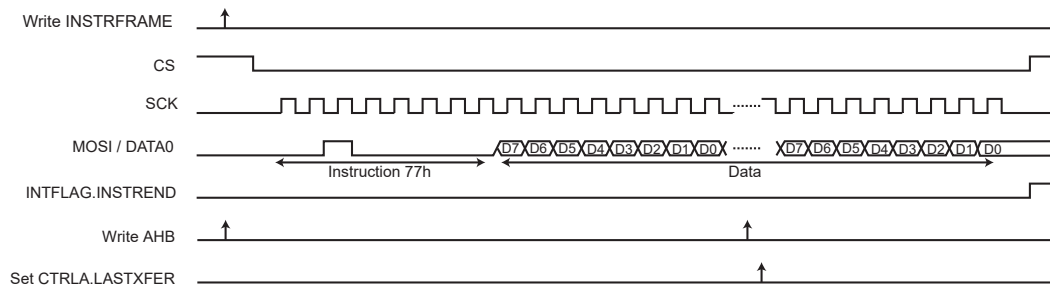 Write INSTRFRAME
CS
SCK
MOSI / DATA0
D7 D6 D5 D4 D3 D2 D1 D0 D7 D6 D5 D4 D3 D2 D1 D0
Instruction 77h Data
INTFLAG.INSTREND
Write AHB
Set CTRLA.LASTXFER